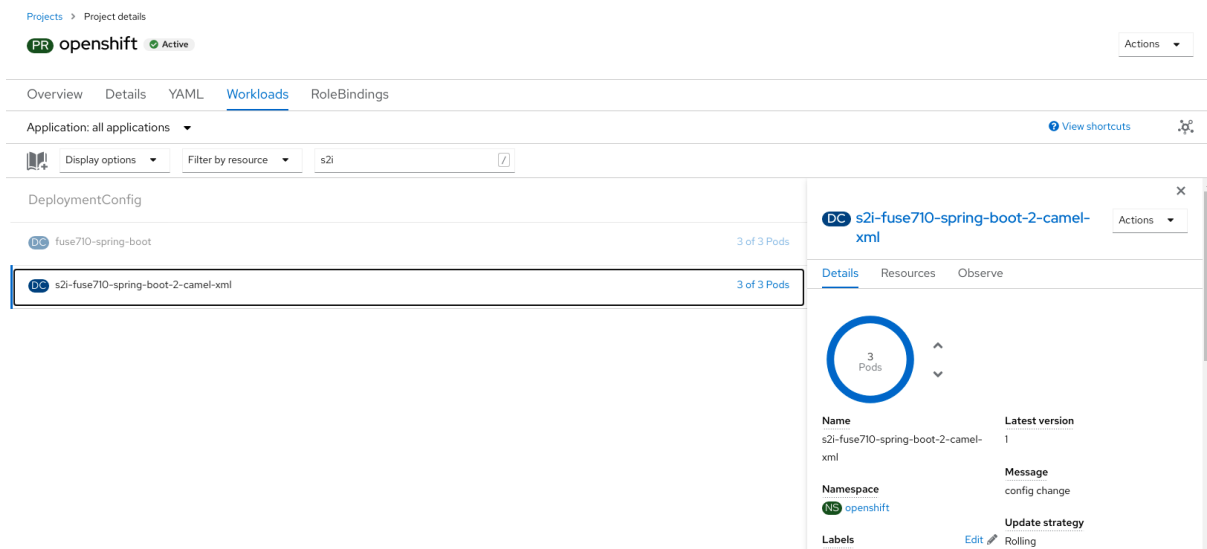 Projects > Project details
PR openshift Active
Actions
Overview Details YAML Workloads RoleBindings
Application: all applications
View shortcuts
Display options Filter by resource s2i /
DeploymentConfig
DC fuse710-spring-boot 3 of 3 Pods
DC s2i-fuse710-spring-boot-2-camel-xml 3 of 3 Pods
DC s2i-fuse710-spring-boot-2-camel-
xml
Actions
Details Resources Observe
3
Pods
Name
s2i-fuse710-spring-boot-2-camel-
xml
Latest version
1
Message
config change
Namespace
NS openshift
Update strategy
Rolling
Labels Edit